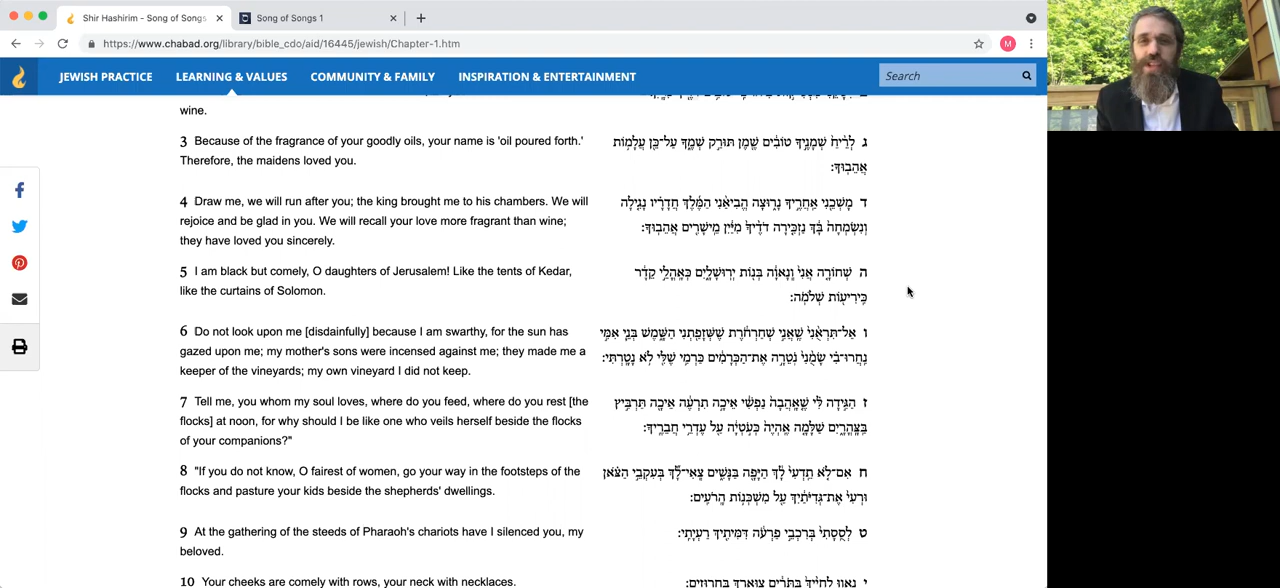 Shir Hashirim - Song of Songs
Song of Songs 1
https://www.chabad.org/library/bible_cdo/aid/16445/jewish/Chapter-1.htm
M
JEWISH PRACTICE LEARNING & VALUES COMMUNITY & FAMILY INSPIRATION & ENTERTAINMENT Search
wine.
3 Because of the fragrance of your goodly oils, your name is 'oil poured forth.'
Therefore, the maidens loved you.
ג לְרֵ֙יחַ֙ שְׁמָנֶ֣יךָ טוֹבִ֔ים שֶׁ֖מֶן תּוּרַ֣ק שְׁמֶ֑ךָ עַל־כֵּ֖ן עֲלָמ֥וֹת
אֲהֵבֽוּךָ:
4 Draw me, we will run after you; the king brought me to his chambers. We will
rejoice and be glad in you. We will recall your love more fragrant than wine;
they have loved you sincerely.
ד מָשְׁכֵ֖נִי אַֽחֲרֶ֣יךָ נָּר֑וּצָה הֱבִיאַ֨נִי הַמֶּ֜לֶךְ חֲדָרָ֗יו נָגִ֤ילָה
וְנִשְׂמְחָה֙ בָּ֔ךְ נַזְכִּ֤ירָה דֹדֶ֙יךָ֙ מִיַּ֔יִן מֵֽישָׁרִ֖ים אֲהֵבֽוּךָ:
5 I am black but comely, O daughters of Jerusalem! Like the tents of Kedar,
like the curtains of Solomon.
ה שְׁחוֹרָ֤ה אֲנִי֙ וְֽנָאוָ֔ה בְּנ֖וֹת יְרֽוּשָׁלָ֑͏ִם כְּאָֽהֳלֵ֣י קֵדָ֔ר
כִּֽירִיע֖וֹת שְׁלֹמֹֽה:
6 Do not look upon me [disdainfully] because I am swarthy, for the sun has
gazed upon me; my mother's sons were incensed against me; they made me a
keeper of the vineyards; my own vineyard I did not keep.
ו אַל־תִּרְא֙וּנִי֙ שֶֽׁאֲנִ֣י שְׁחַרְחֹ֔רֶת שֶׁשְּׁזָפַ֖תְנִי הַשָּׁ֑מֶשׁ בְּנֵ֧י אִמִּ֣י
נִֽחֲרוּ־בִ֗י שָׂמֻ֙נִי֙ נֹֽטֵרָ֣ה אֶת־הַכְּרָמִ֔ים כַּרְמִ֥י שֶׁלִּ֖י לֹ֥א נָטָֽרְתִּי:
7 Tell me, you whom my soul loves, where do you feed, where do you rest [the
flocks] at noon, for why should I be like one who veils herself beside the flocks
of your companions?"
ז הַגִּ֣ידָה לִּ֗י שֶׁ֤אָֽהֲבָה֙ נַפְשִׁ֔י אֵיכָ֣ה תִרְעֶ֔ה אֵיכָ֖ה תַּרְבִּ֣יץ
בַּצָּֽהֳרָ֑יִם שַׁלָּמָ֤ה אֶֽהְיֶה֙ כְּעֹ֣טְיָ֔ה עַ֖ל עֶדְרֵ֥י חֲבֵרֶֽיךָ:
8 "If you do not know, O fairest of women, go your way in the footsteps of the
flocks and pasture your kids beside the shepherds' dwellings.
ח אִם־לֹ֤א תֵֽדְעִי֙ לָ֔ךְ הַיָּפָ֖ה בַּנָּשִׁ֑ים צְֽאִי־לָ֞ךְ בְּעִקְבֵ֣י הַצֹּ֗אן
וּרְעִי֙ אֶת־גְּדִיֹּתַ֔יִךְ עַ֖ל מִשְׁכְּנ֥וֹת הָֽרֹעִֽים:
9 At the gathering of the steeds of Pharaoh's chariots have I silenced you, my
beloved.
ט לְסֻֽסָתִי֙ בְּרִכְבֵ֣י פַרְעֹ֔ה דִּמִּיתִ֖יךְ רַעְיָתִֽי:
10 Your cheeks are comely with rows, your neck with necklaces.
י נָאו֤וּ לְחָיַ֙יִךְ֙ בַּתֹּרִ֔ים צַוָּארֵ֖ךְ בַּֽחֲרוּזִֽים: